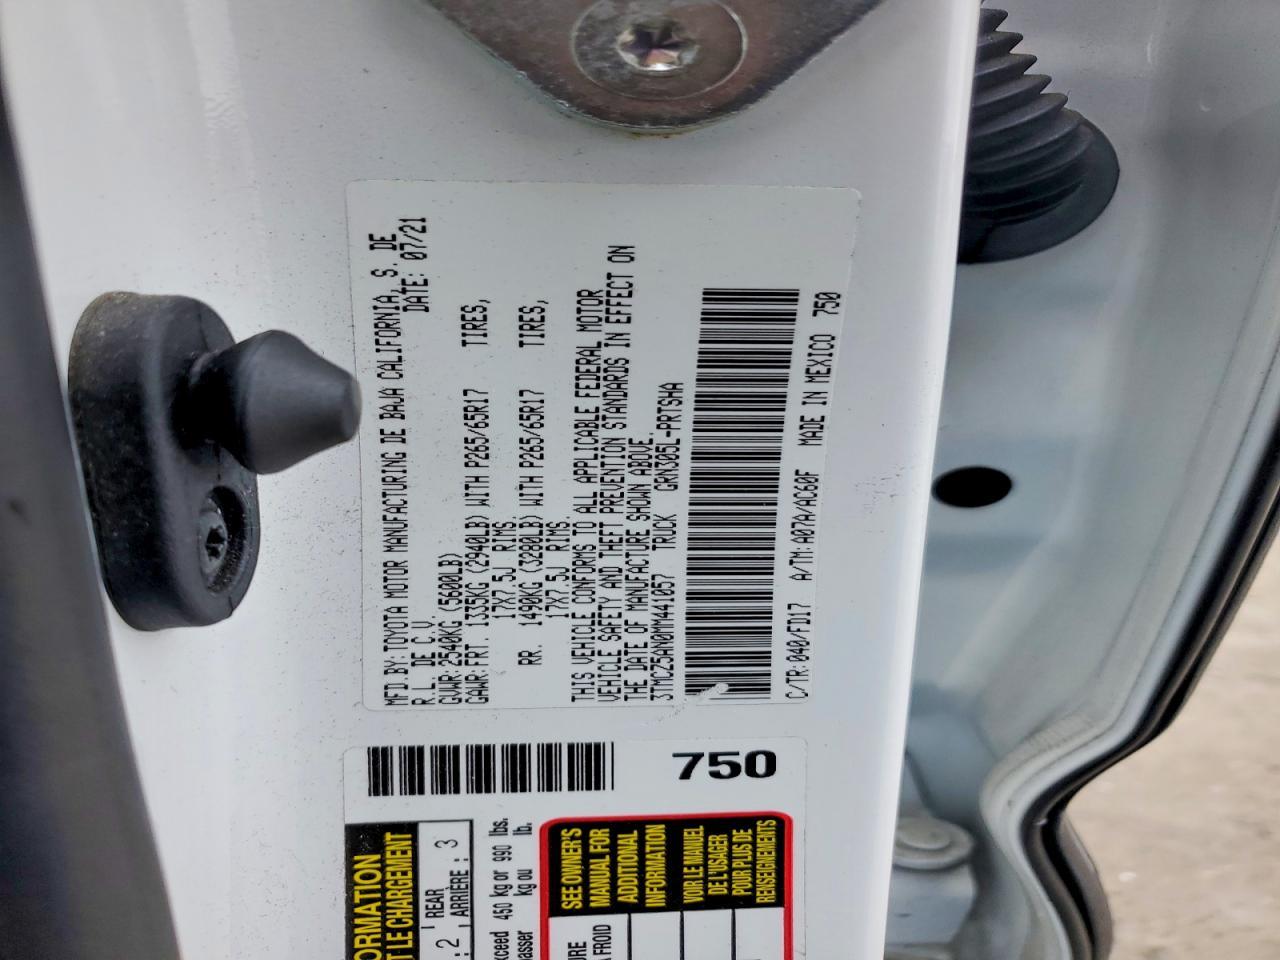 MFD BY: TOYOTA MOTOR MANUFACTURING DE BAJA CALIFORNIA, S. DE
R.L. DE C.V. DATE: 07/21
GVWR: 2540KG (5600LB)
GAWR: FRT. 1335KG (2940LB) WITH P265/65R17 TIRES,
17X7.5J RIMS.
RR. 1490KG (3280LB) WITH P265/65R17 TIRES,
17X7.5J RIMS.
THIS VEHICLE CONFORMS TO ALL APPLICABLE FEDERAL MOTOR
VEHICLE SAFETY AND THEFT PREVENTION STANDARDS IN EFFECT ON
THE DATE OF MANUFACTURE SHOWN ABOVE.
3TMCZ5AN0MM441057 TRUCK GRN305L-PRTSHA
C/TR: 040/FD17 A/TM: A07A/AC60F MADE IN MEXICO 750
750
ORMATION
T LE CHARGEMENT
: 2 REAR
ARRIÈRE : 3
xceed 450 kg or 990 lbs.
passer kg ou lb.
SEE OWNER'S
MANUAL FOR
ADDITIONAL
INFORMATION
VOIR LE MANUEL
DE L'USAGER
POUR PLUS DE
RENSEIGNEMENTS
URE
A FROID